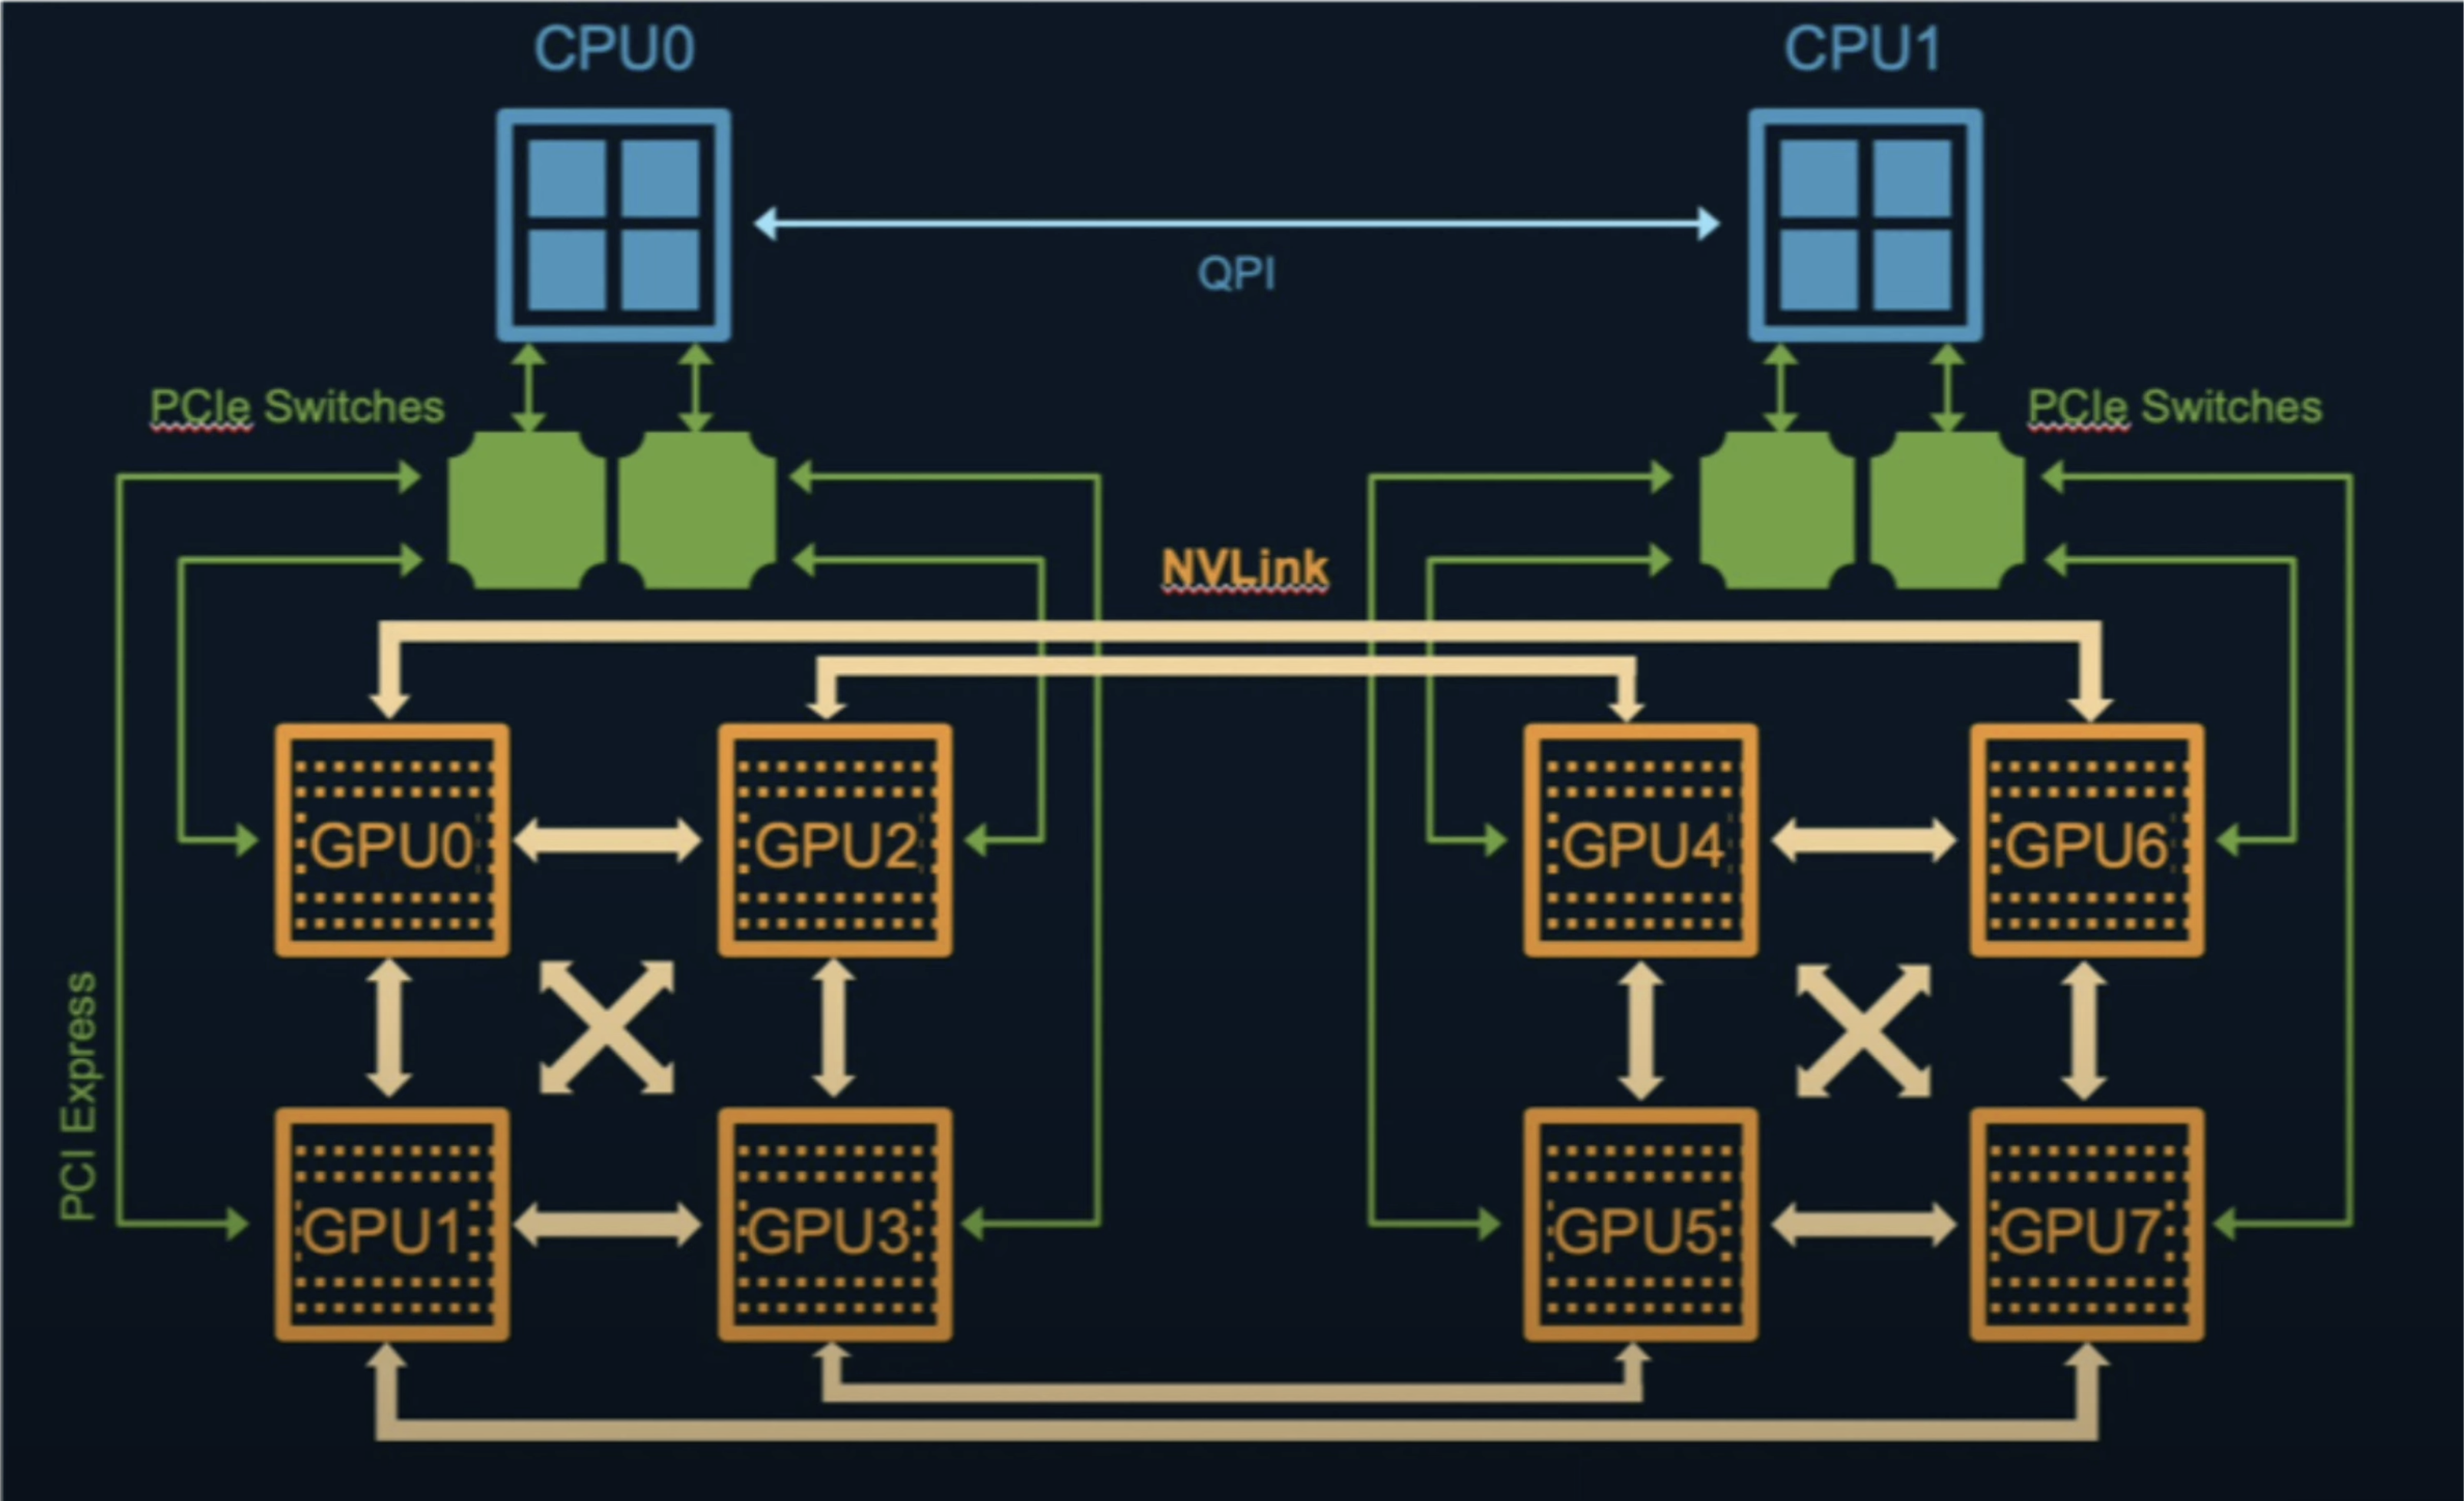 CPU0
CPU1
QPI
PCIe Switches
PCIe Switches
NVLink
GPU0
GPU2
GPU4
GPU6
PCI Express
GPU1
GPU3
GPU5
GPU7